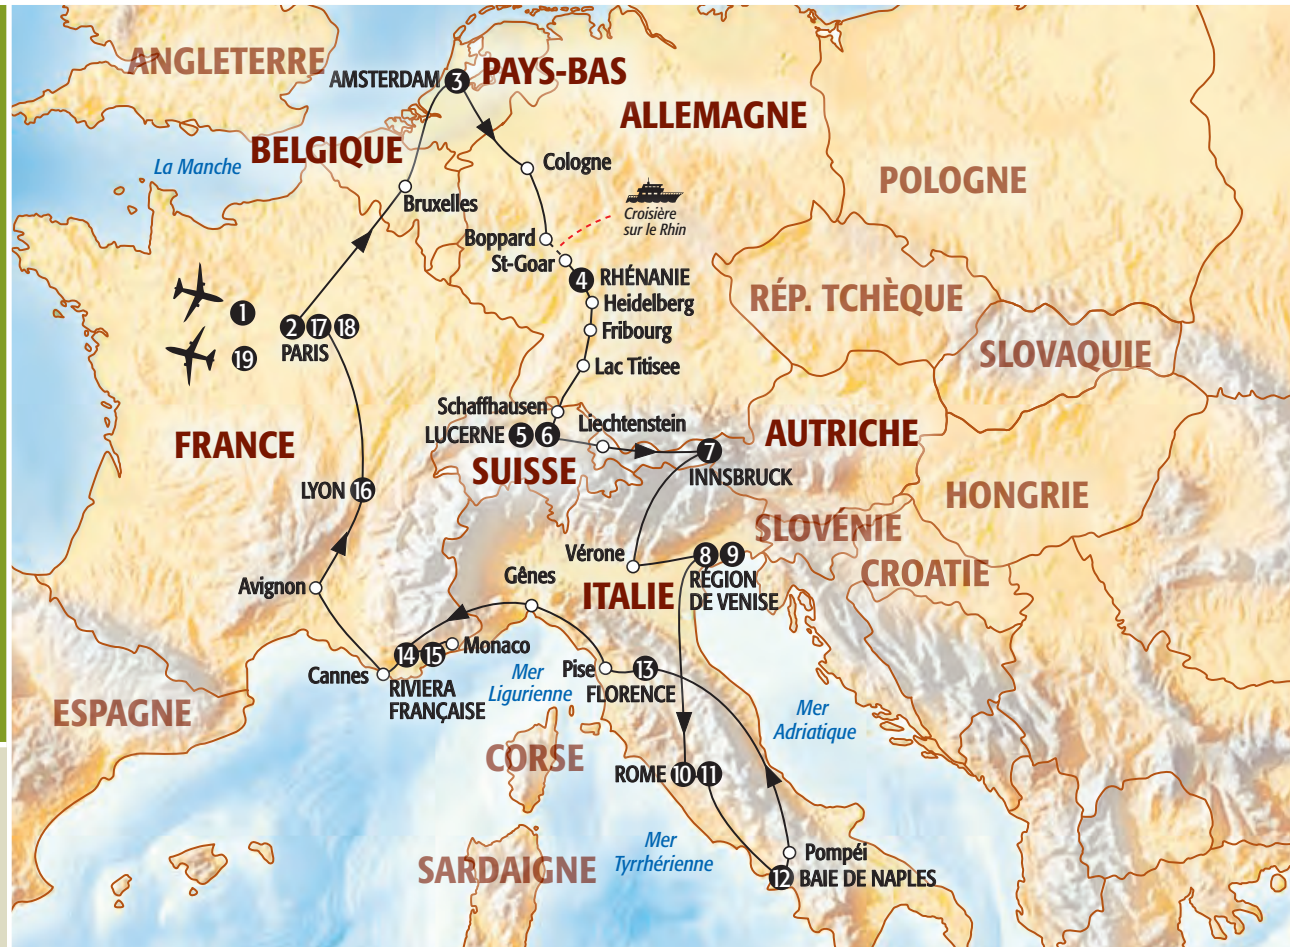 ANGLETERRE
AMSTERDAM 3
PAYS-BAS
ALLEMAGNE
BELGIQUE
La Manche
Cologne
POLOGNE
Bruxelles
Croisière
sur le Rhin
Boppard
St-Goar
4 RHÉNANIE
Heidelberg
RÉP. TCHÈQUE
1
2 17 18
PARIS
19
Fribourg
SLOVAQUIE
Lac Titisee
Schaffhausen
Liechtenstein
LUCERNE 5 6
FRANCE
SUISSE
7
INNSBRUCK
AUTRICHE
LYON 16
HONGRIE
SLOVÉNIE
Vérone
8 9
RÉGION
DE VENISE
CROATIE
Avignon
Gênes
ITALIE
14 15
Monaco
Cannes
RIVIERA
FRANÇAISE
Mer
Ligurienne
Pise
13
FLORENCE
ESPAGNE
Mer
Adriatique
CORSE
ROME 10 11
Mer
Tyrrhérienne
SARDAIGNE
Pompéi
12 BAIE DE NAPLES